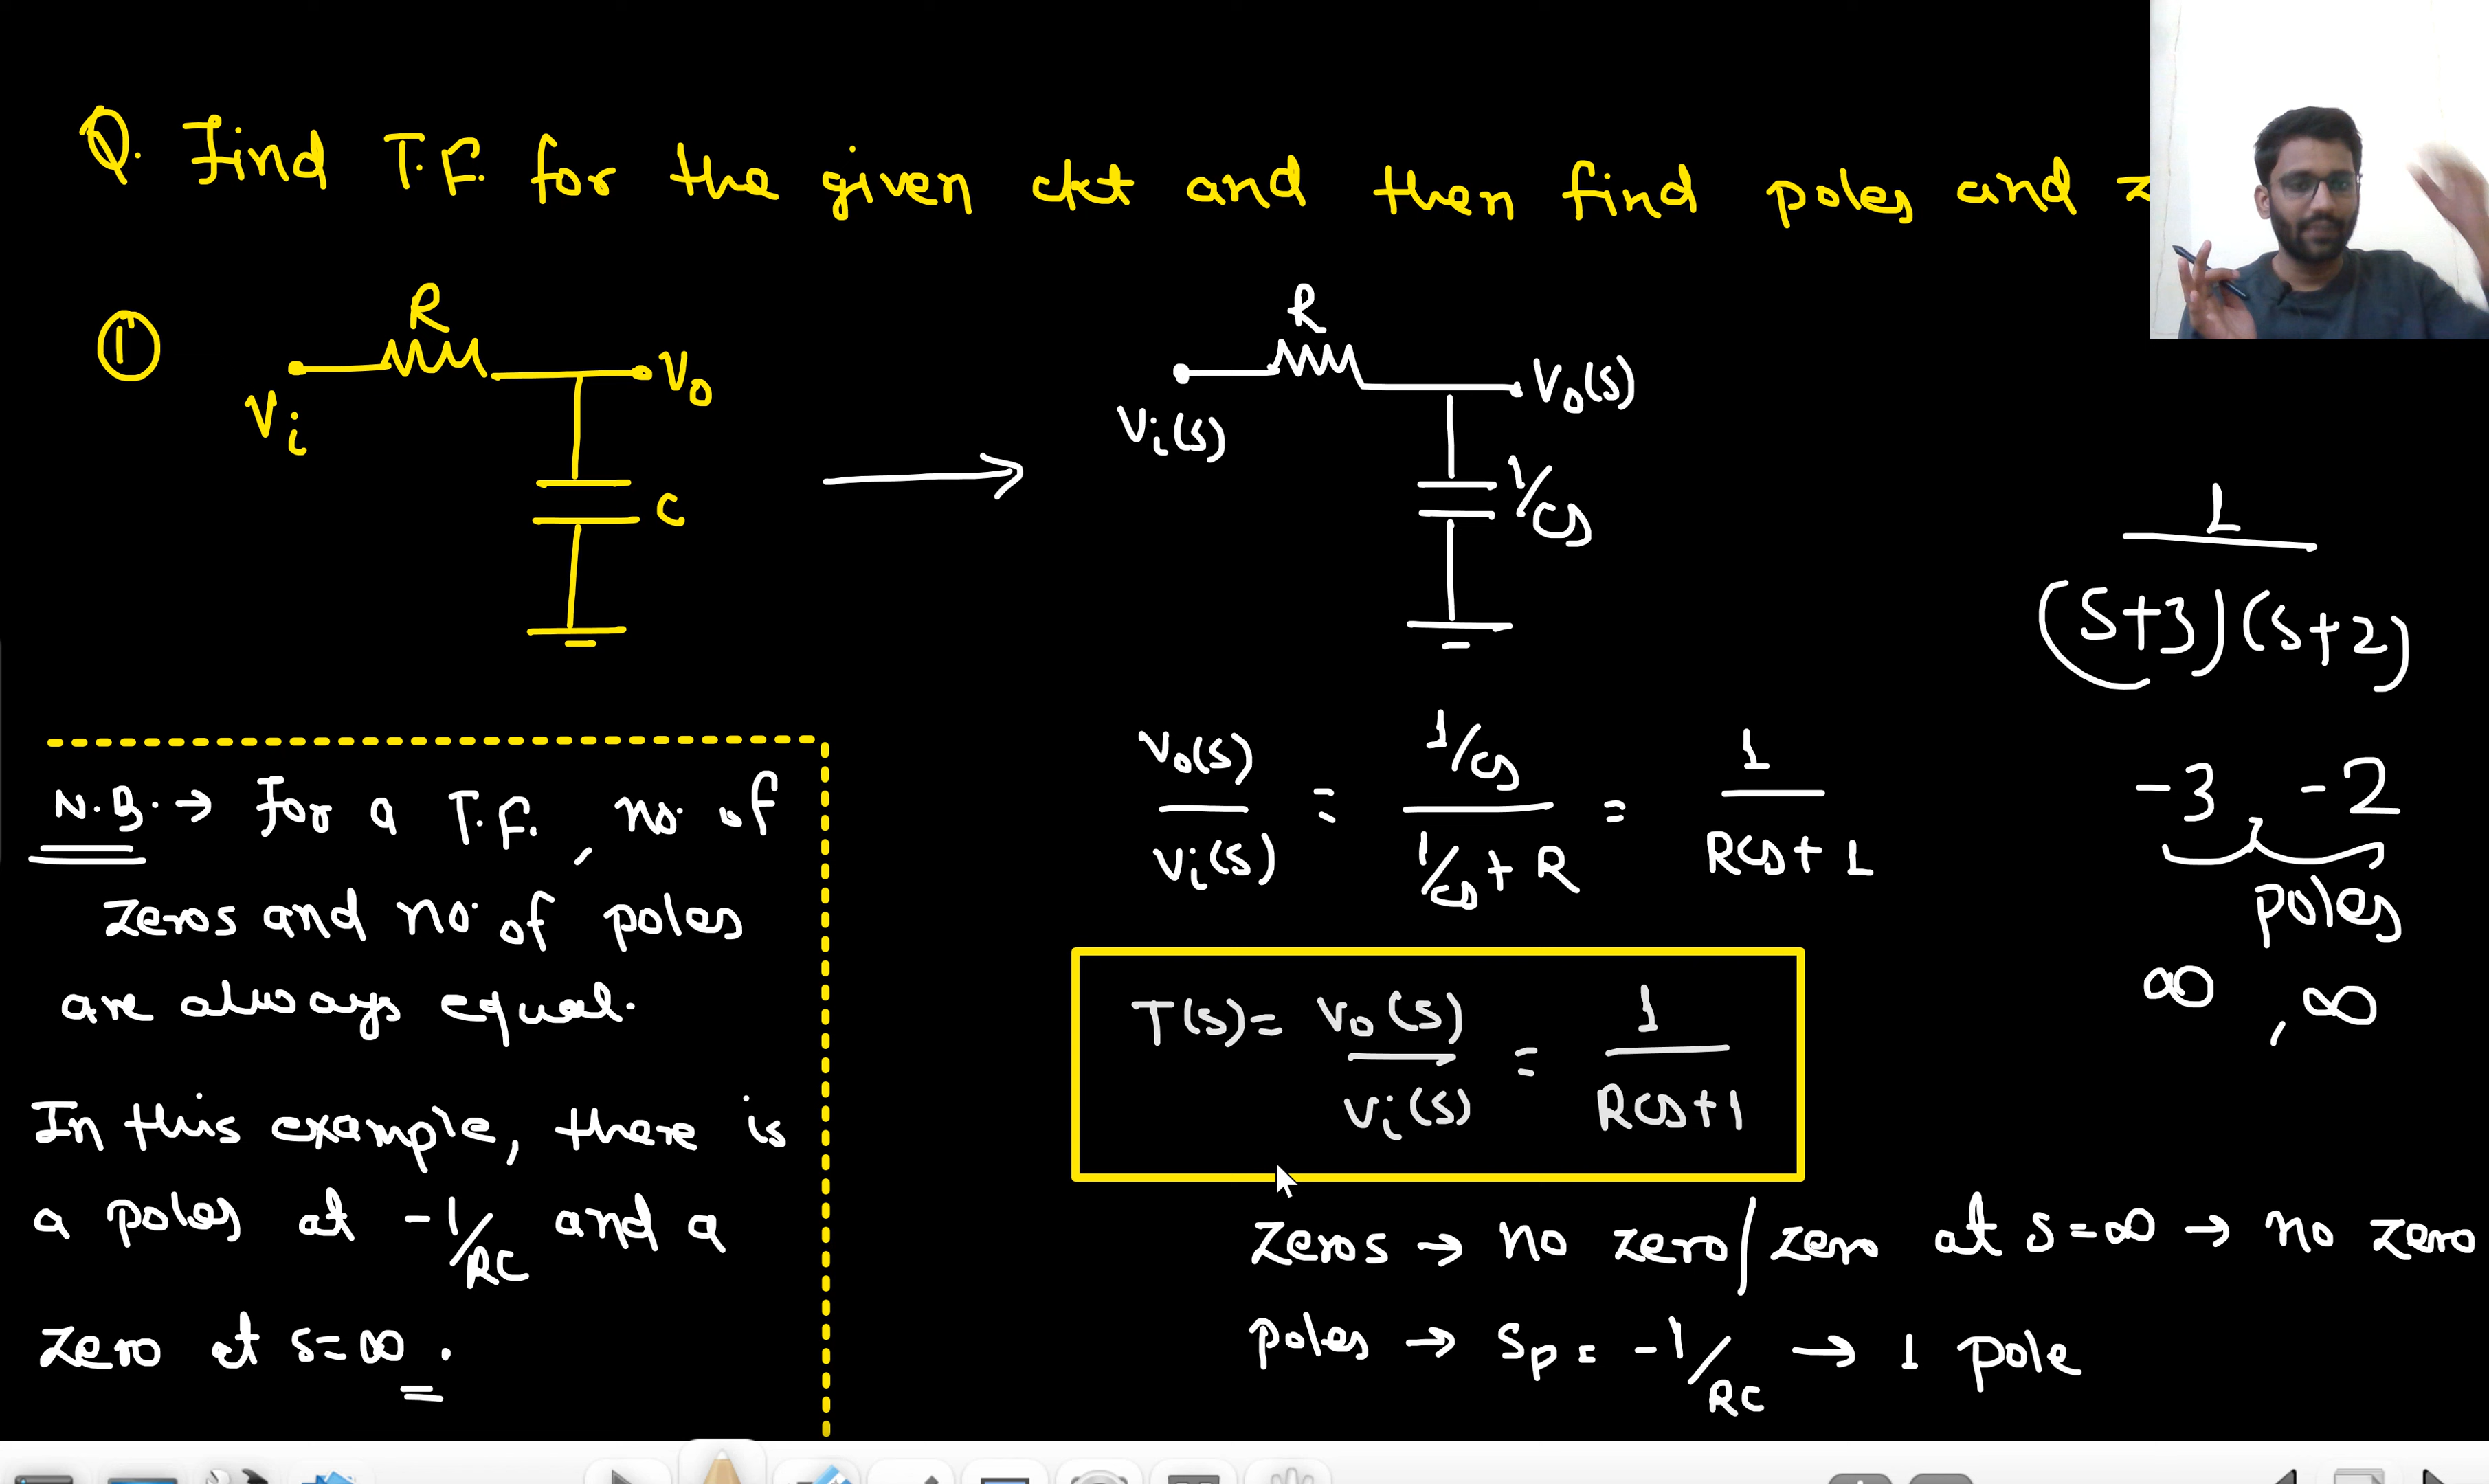 Q. Find T.F. for the given ckt and then find poles and
①
R
Vi
Vo
C
R
Vi(s)
Vo(s)
1/Cs
1
(s+3)(s+2)
-3, -2
poles
∞, ∞
Vo(s)/Vi(s) = (1/Cs)/(1/Cs + R) = 1/(RCs + 1)
T(s) = Vo(s)/Vi(s) = 1/(RCs+1)
zeros → no zero/zero at s=∞ → no zero
poles → sp = -1/RC → 1 pole
N.B. → For a T.F., no. of
zeros and no. of poles
are always equal.
In this example, there is
a poles at -1/RC and a
zero at s=∞.